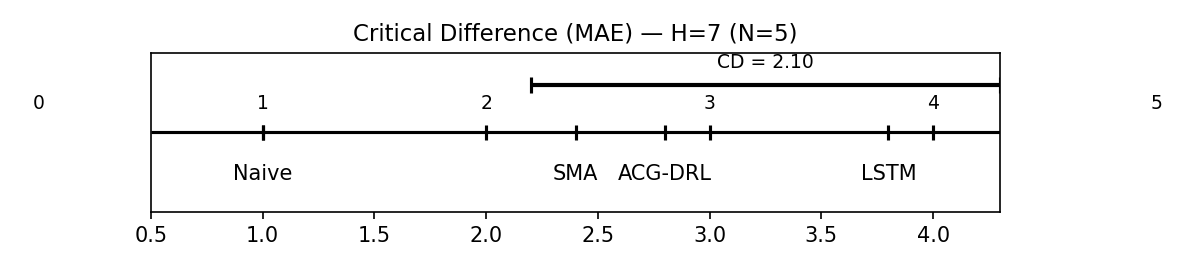 Critical Difference (MAE) — H=7 (N=5)
CD = 2.10
0 1 2 3 4 5
Naive SMA ACG-DRL LSTM
0.5 1.0 1.5 2.0 2.5 3.0 3.5 4.0